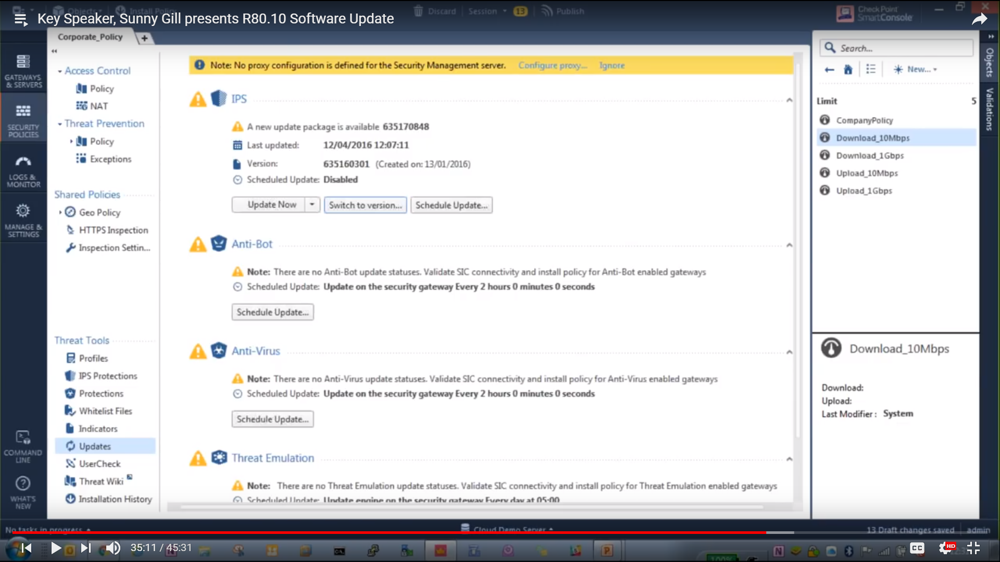 Objects
Install Policy
Discard
Session
13
Publish
Check Point
SmartConsole
Key Speaker, Sunny Gill presents R80.10 Software Update
Corporate_Policy
+
GATEWAYS
& SERVERS
SECURITY
POLICIES
LOGS &
MONITOR
MANAGE &
SETTINGS
COMMAND
LINE
WHAT'S
NEW
Access Control
Policy
NAT
Threat Prevention
Policy
Exceptions
Shared Policies
Geo Policy
HTTPS Inspection
Inspection Settin...
Threat Tools
Profiles
IPS Protections
Protections
Whitelist Files
Indicators
Updates
UserCheck
Threat Wiki
Installation History
Note: No proxy configuration is defined for the Security Management server. Configure proxy... Ignore
IPS
A new update package is available 635170848
Last updated: 12/04/2016 12:07:11
Version: 635160301 (Created on: 13/01/2016)
Scheduled Update: Disabled
Update Now
Switch to version...
Schedule Update...
Anti-Bot
Note: There are no Anti-Bot update statuses. Validate SIC connectivity and install policy for Anti-Bot enabled gateways
Scheduled Update: Update on the security gateway Every 2 hours 0 minutes 0 seconds
Schedule Update...
Anti-Virus
Note: There are no Anti-Virus update statuses. Validate SIC connectivity and install policy for Anti-Virus enabled gateways
Scheduled Update: Update on the security gateway Every 2 hours 0 minutes 0 seconds
Schedule Update...
Threat Emulation
Note: There are no Threat Emulation update statuses. Validate SIC connectivity and install policy for Threat Emulation enabled gateways
Scheduled Update: Update engine on the security gateway Every day at 05:00
Search...
New...
Limit 5
CompanyPolicy
Download_10Mbps
Download_1Gbps
Upload_10Mbps
Upload_1Gbps
Objects
Validations
Download_10Mbps
Download:
Upload:
Last Modifier: System
No tasks in progress
Cloud Demo Server
13 Draft changes saved
admin
35:11 / 45:31
100%
CC
HD